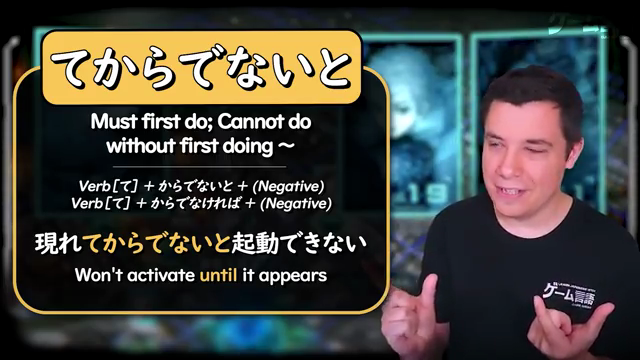 てからでないと
Must first do; Cannot do
without first doing ～
Verb［て］ + からでないと + (Negative)
Verb［て］ + からでなければ + (Negative)
現れてからでないと起動できない
Won't activate until it appears
ゲーム言語